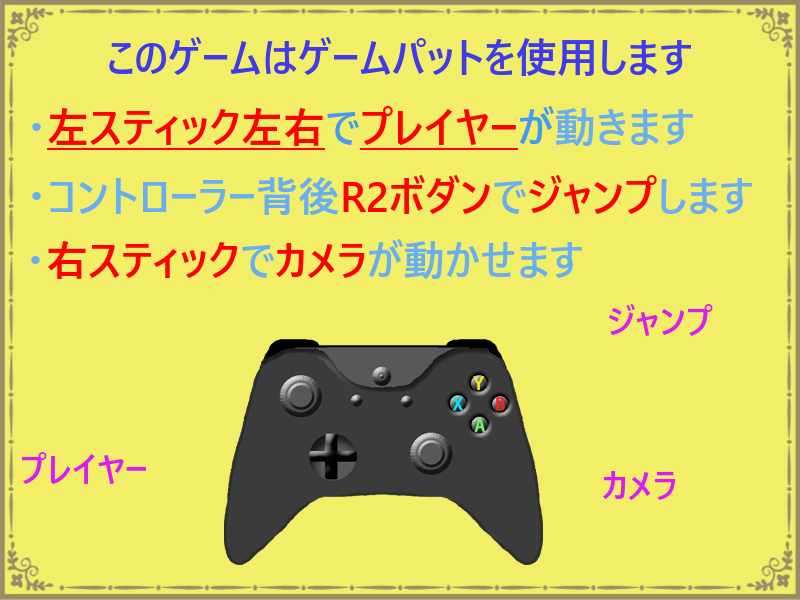 このゲームはゲームパットを使用します
・左スティック左右でプレイヤーが動きます
・コントローラー背後R2ボダンでジャンプします
・右スティックでカメラが動かせます
ジャンプ
Y
X B
A
プレイヤー
カメラ